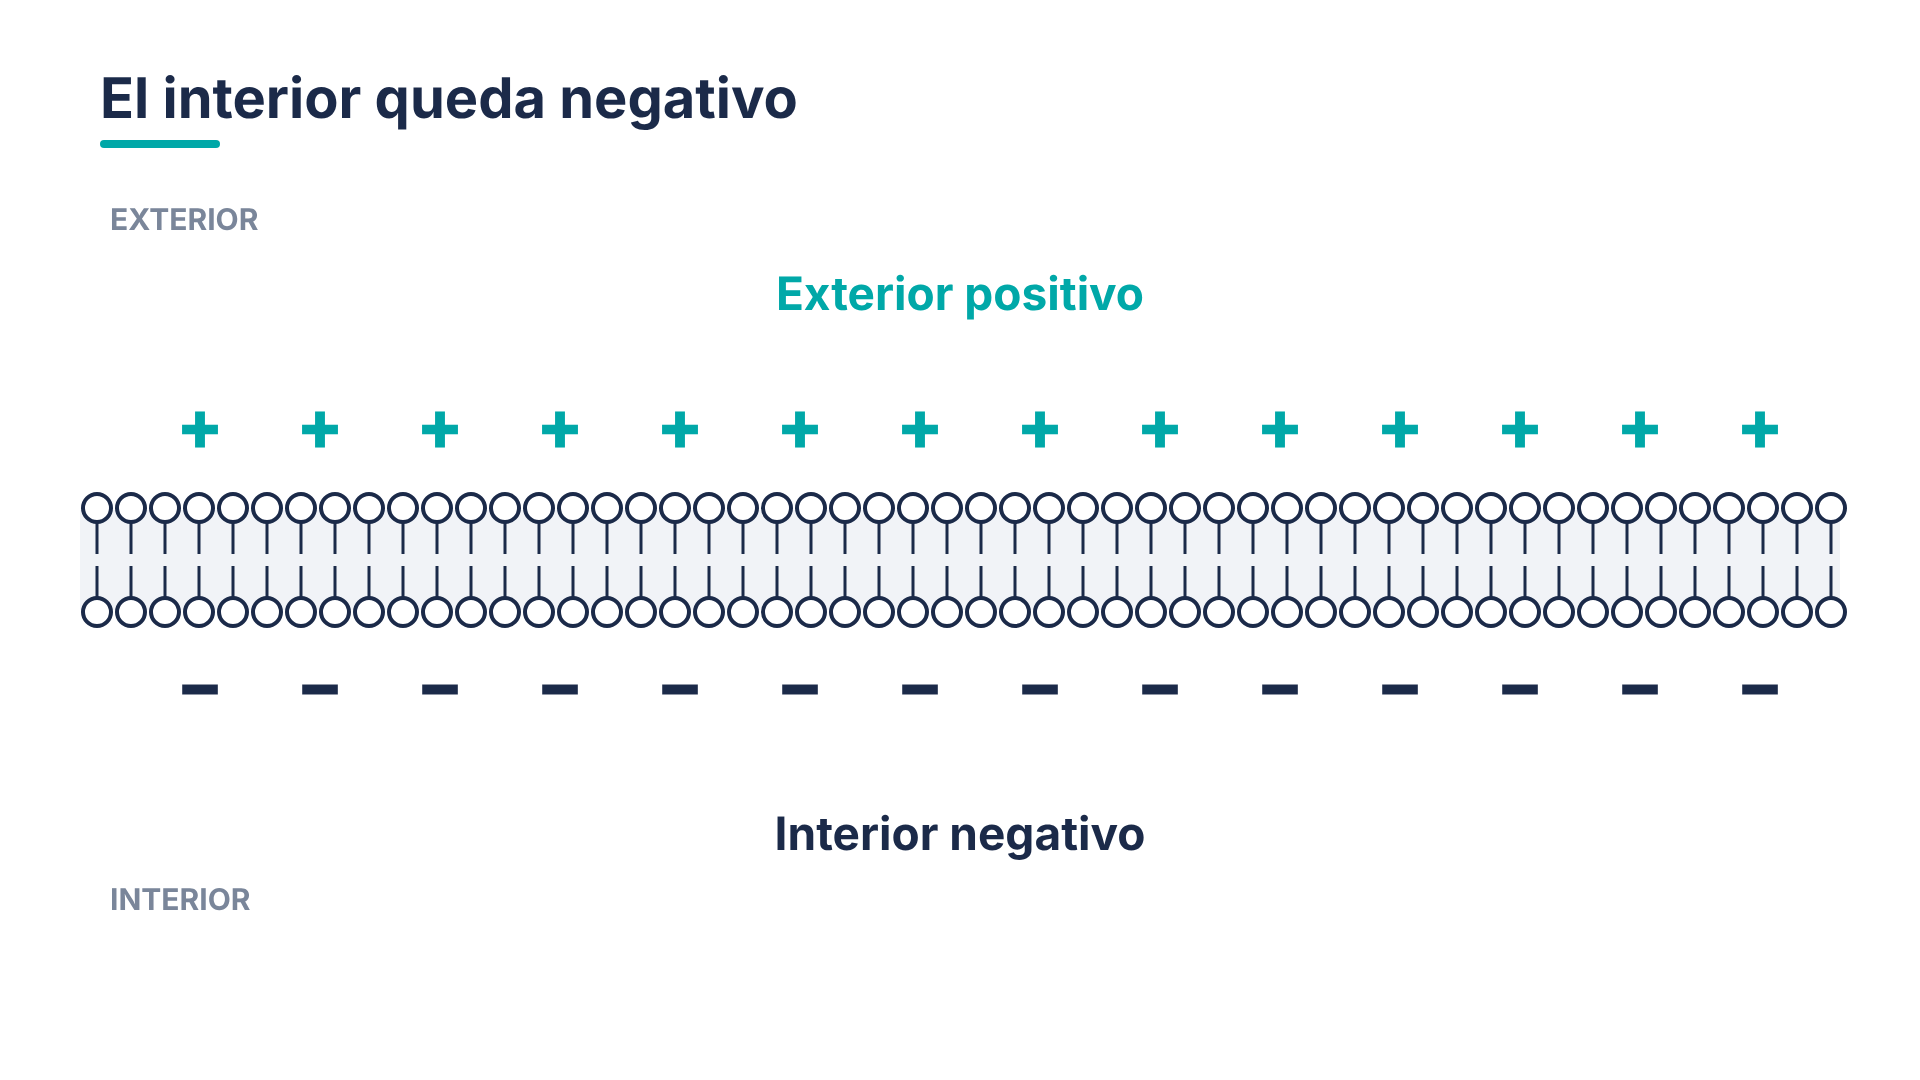 El interior queda negativo
EXTERIOR
Exterior positivo
+ + + + + + + + + + + + + +
− − − − − − − − − − − − − −
Interior negativo
INTERIOR